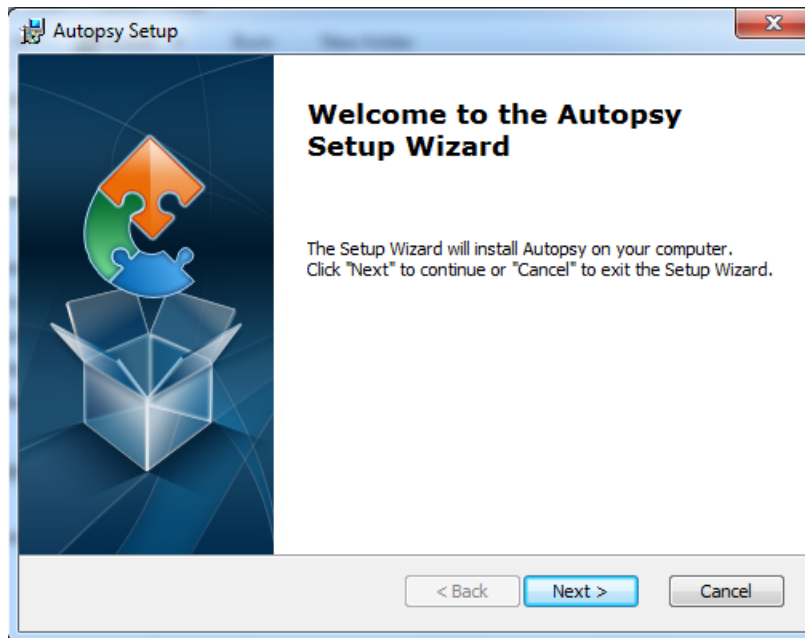 Autopsy Setup
Welcome to the Autopsy
Setup Wizard
The Setup Wizard will install Autopsy on your computer.
Click "Next" to continue or "Cancel" to exit the Setup Wizard.
< Back
Next >
Cancel